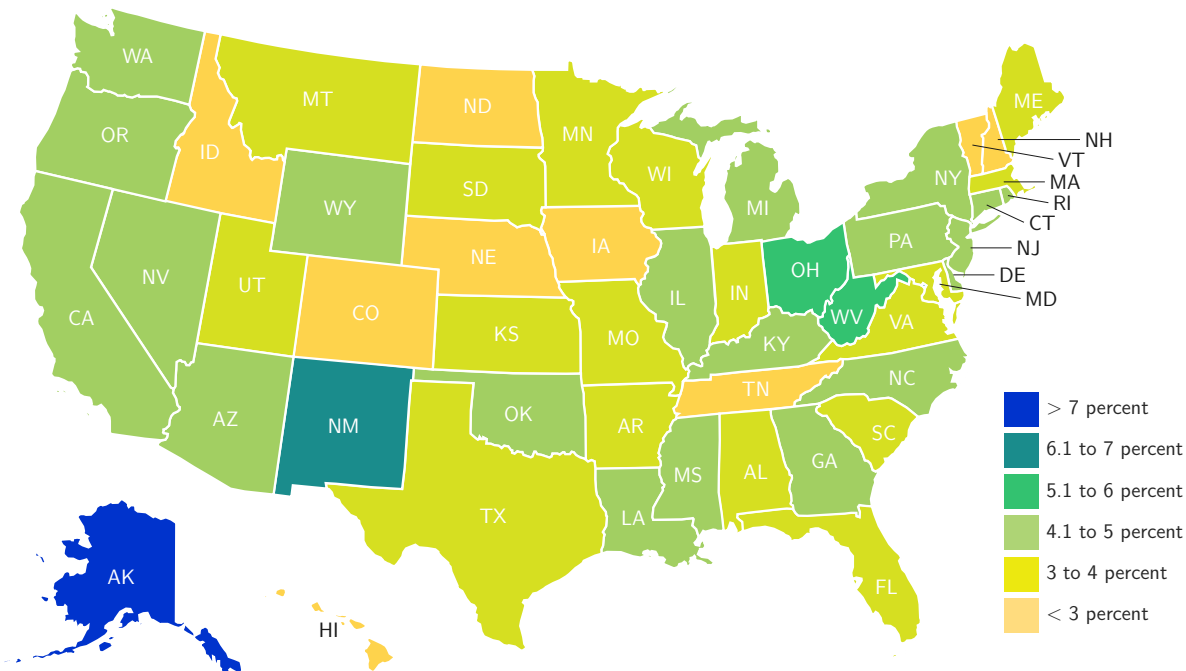 WA
MT
ND
MN
ME
OR
ID
SD
WI
NH
VT
NY
MA
RI
CT
WY
MI
NJ
DE
MD
NV
UT
CO
NE
IA
IL
IN
OH
PA
CA
KS
MO
KY
WV
VA
AZ
NM
OK
AR
TN
NC
SC
TX
LA
MS
AL
GA
FL
AK
HI
> 7 percent
6.1 to 7 percent
5.1 to 6 percent
4.1 to 5 percent
3 to 4 percent
< 3 percent